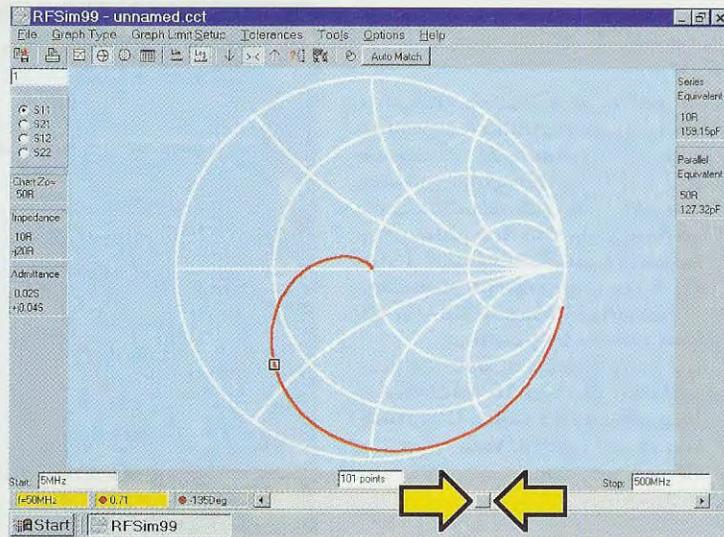 RFSim99 - unnamed.cct
File Graph Type Graph Limit Setup Tolerances Tools Options Help
Auto Match
1
S11
S21
S12
S22
Chart Zo=
50R
Impedance
10R
-j20R
Admittance
0.02S
+j0.04S
Series
Equivalent
10R
159.15pF
Parallel
Equivalent
50R
127.32pF
Start: 5MHz
101 points
Stop: 500MHz
f=50MHz
0.71
-135Deg
Start
RFSim99